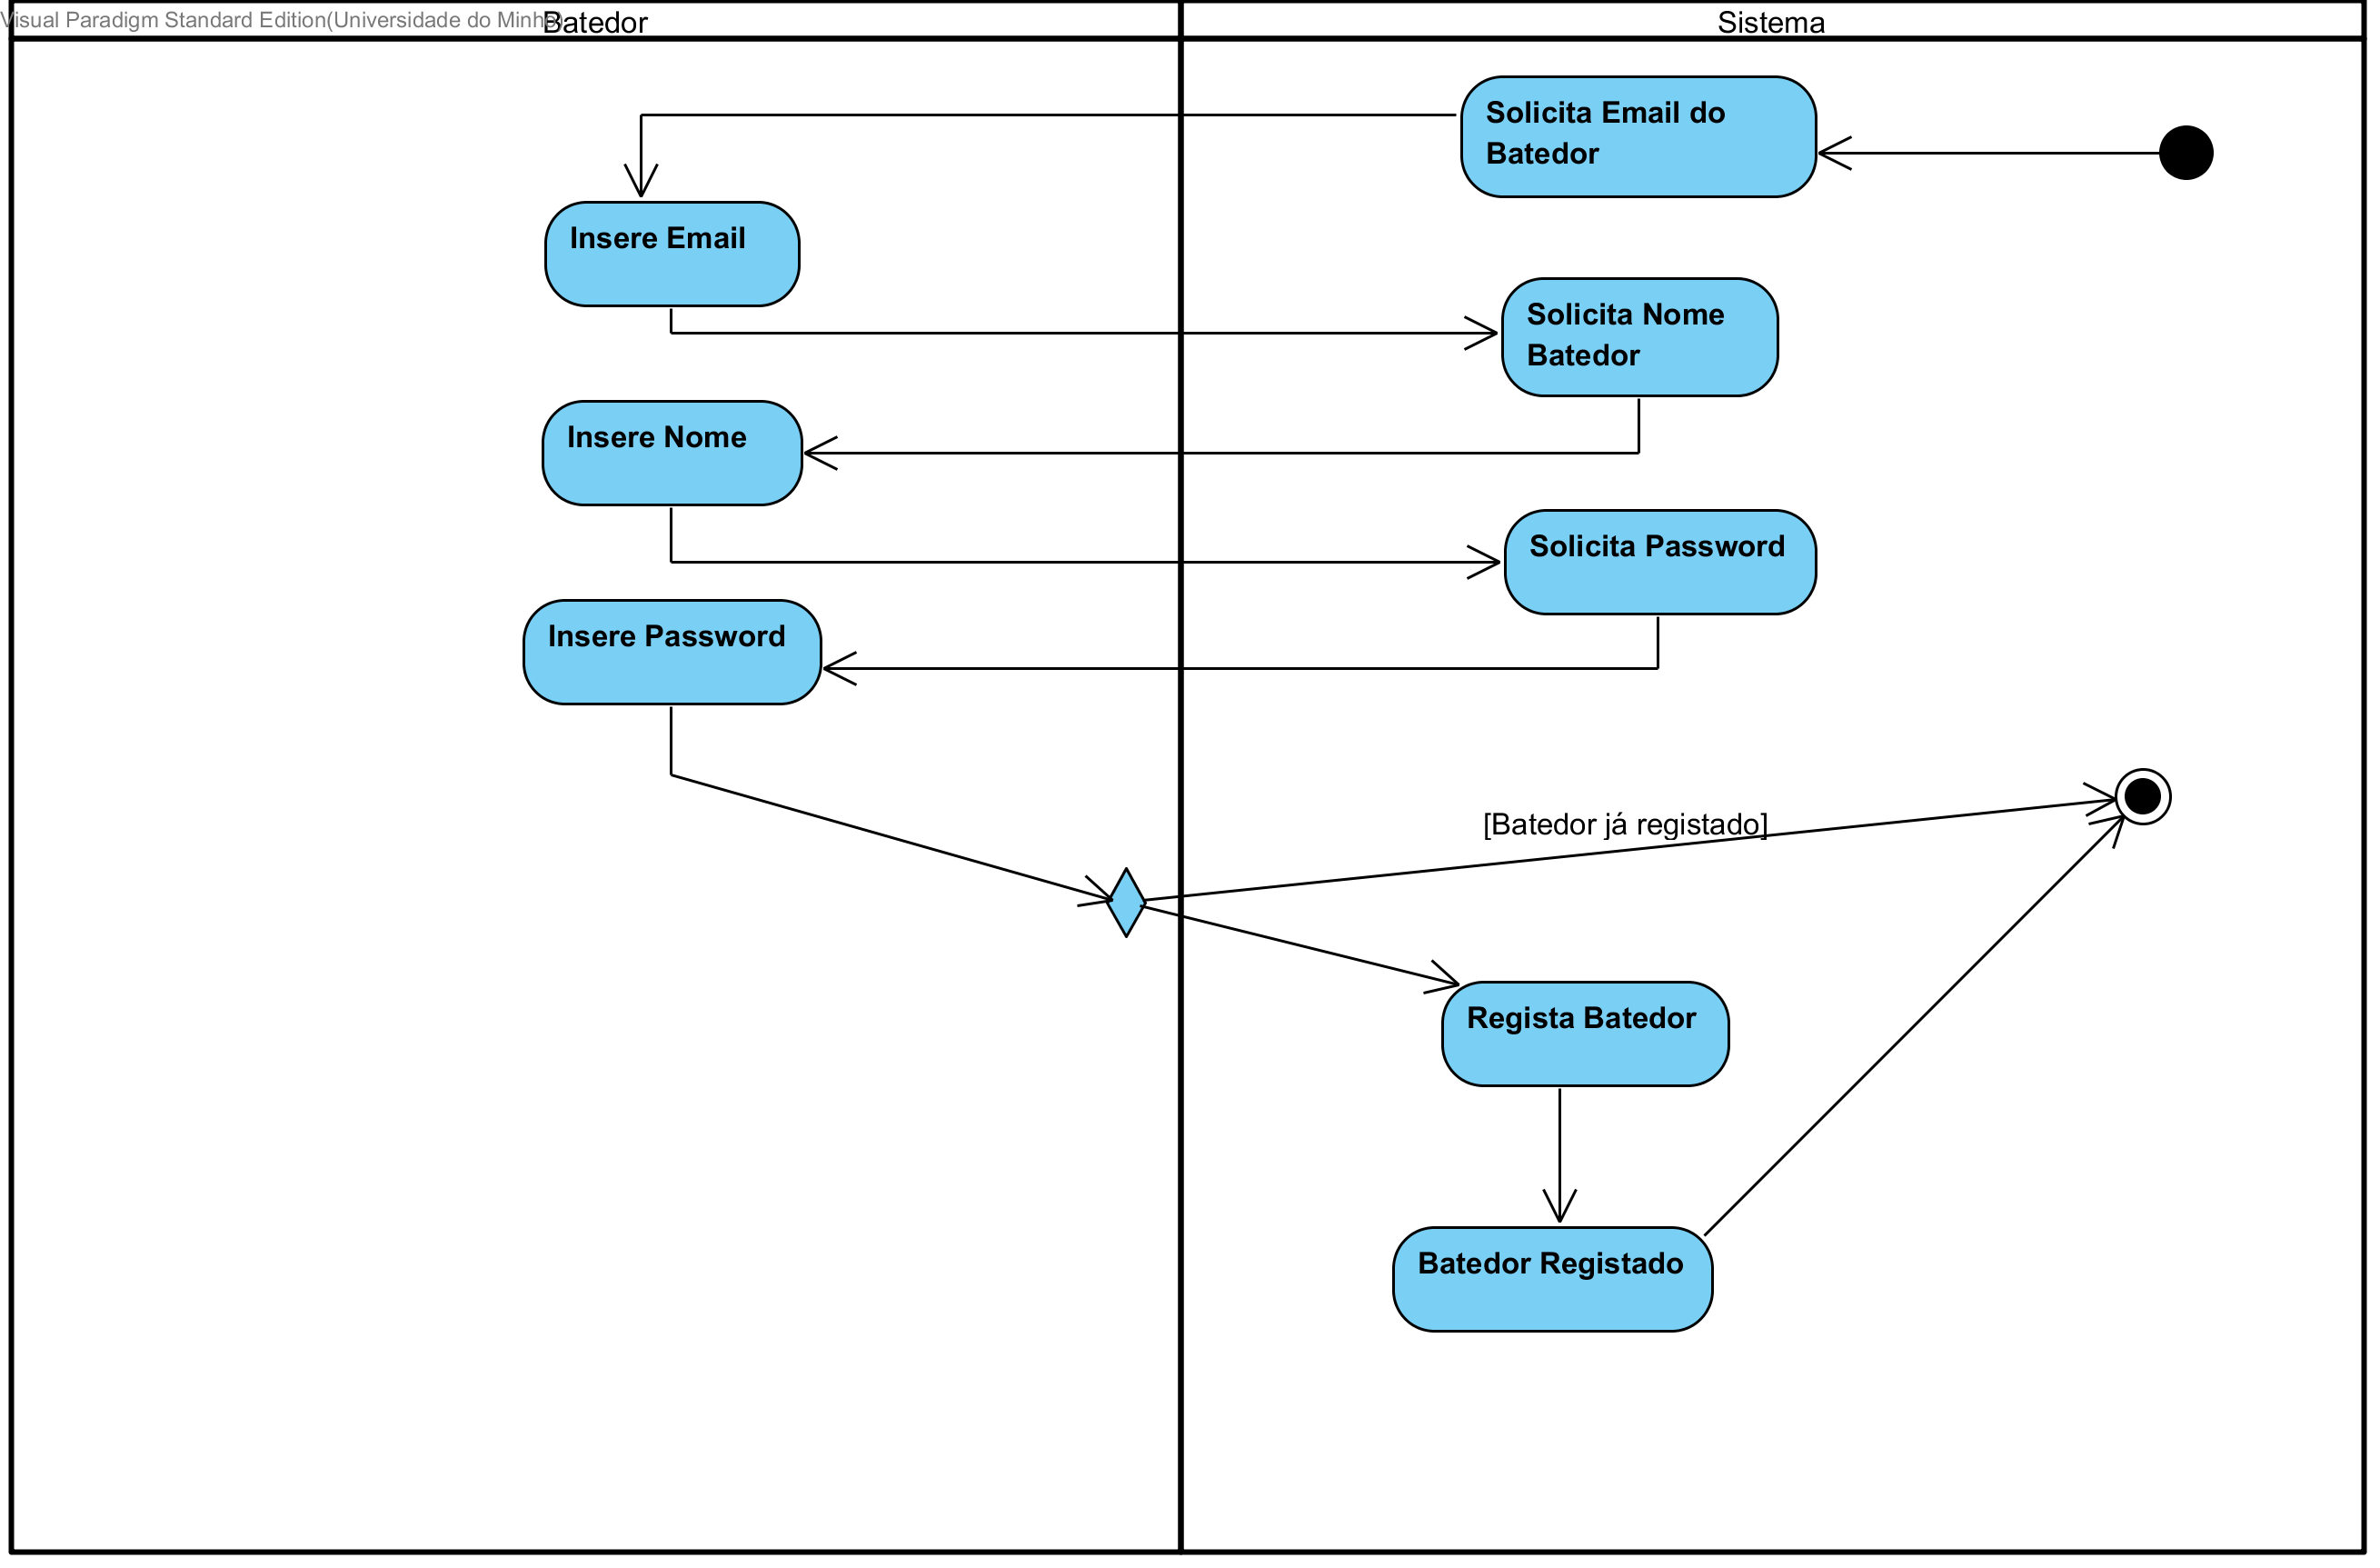 Visual Paradigm Standard Edition(Universidade do Minho)
Batedor
Sistema
Solicita Email do
Batedor
Insere Email
Solicita Nome
Batedor
Insere Nome
Solicita Password
Insere Password
[Batedor já registado]
Regista Batedor
Batedor Registado